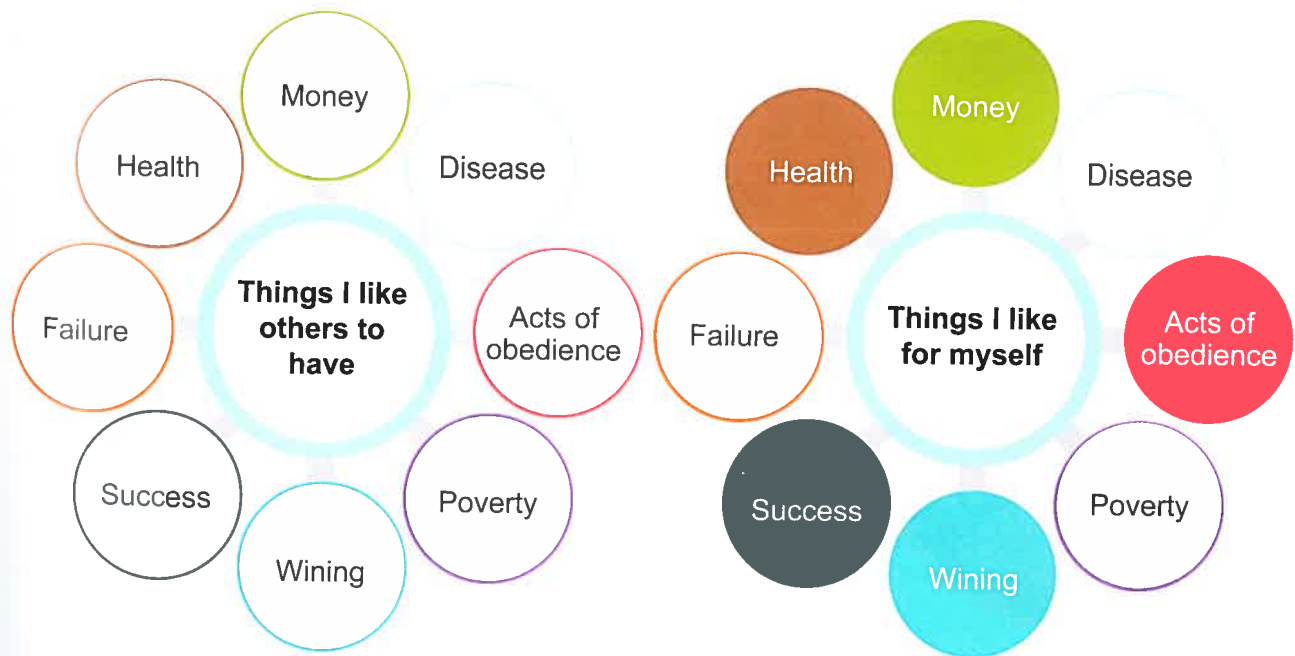 Money
Health
Disease
Things I like
others to
have
Failure
Acts of
obedience
Success
Poverty
Wining
Money
Health
Disease
Things I like
for myself
Failure
Acts of
obedience
Success
Poverty
Wining